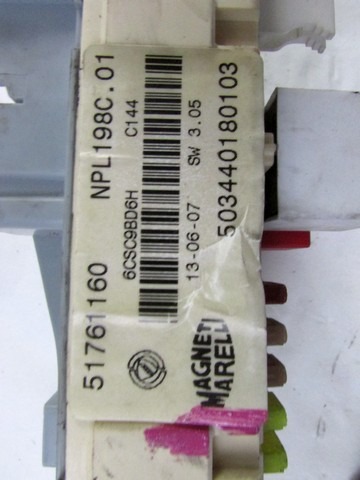 51761160 NPL198C.01
6CSC9BD6H C144
13-06-07 SW 3.05
MAGNETI
MARELLI
503440180103